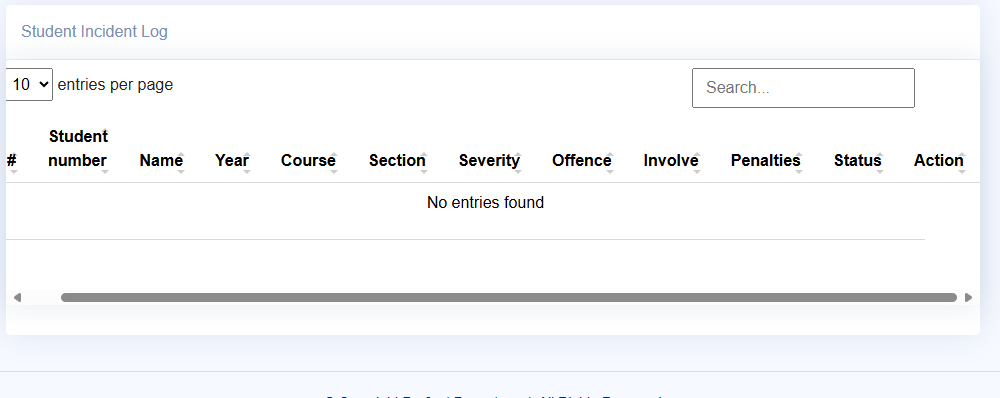 Student Incident Log
10 entries per page
Search...
# Student number Name Year Course Section Severity Offence Involve Penalties Status Action
No entries found